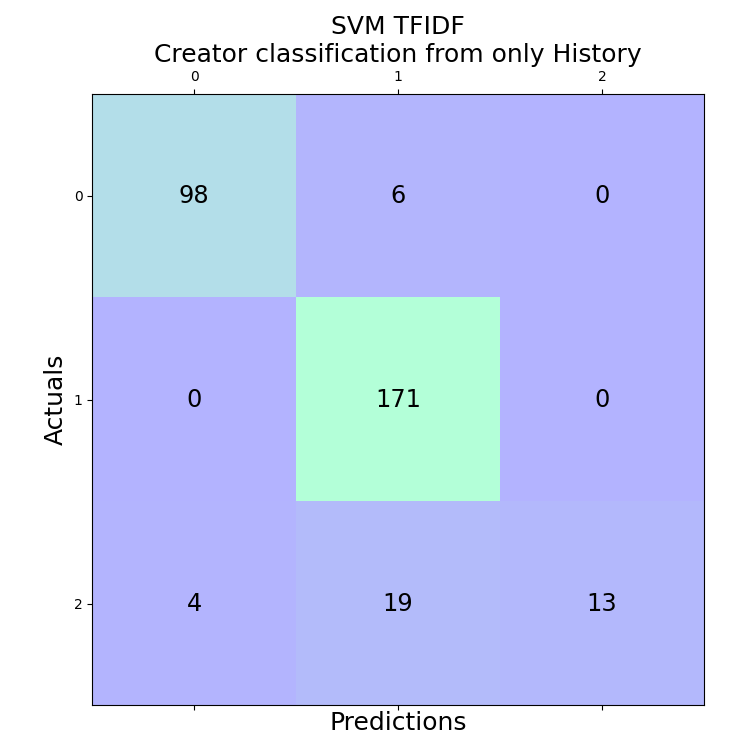 SVM TFIDF
Creator classification from only History
0 1 2
0 98 6 0
Actuals
1 0 171 0
2 4 19 13
Predictions